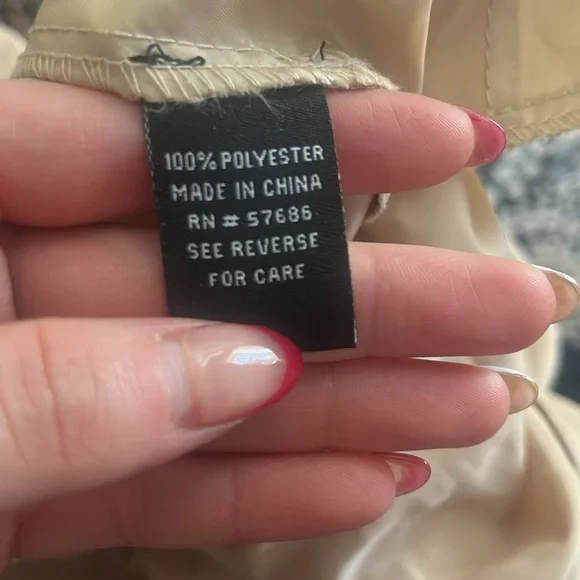 100% POLYESTER
MADE IN CHINA
RN # 57686
SEE REVERSE
FOR CARE